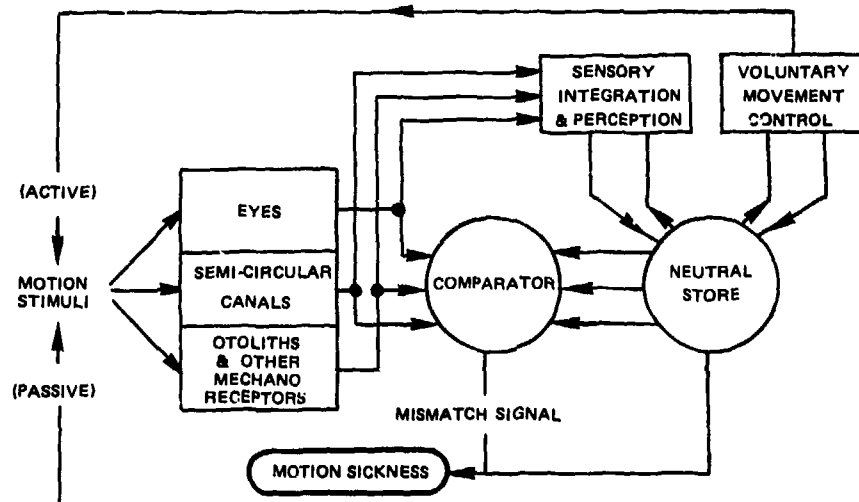 SENSORY
INTEGRATION
& PERCEPTION
VOLUNTARY
MOVEMENT
CONTROL
(ACTIVE)
EYES
MOTION
STIMULI
SEMI-CIRCULAR
CANALS
COMPARATOR
NEUTRAL
STORE
OTOLITHS
& OTHER
MECHANO
RECEPTORS
(PASSIVE)
MISMATCH SIGNAL
MOTION SICKNESS